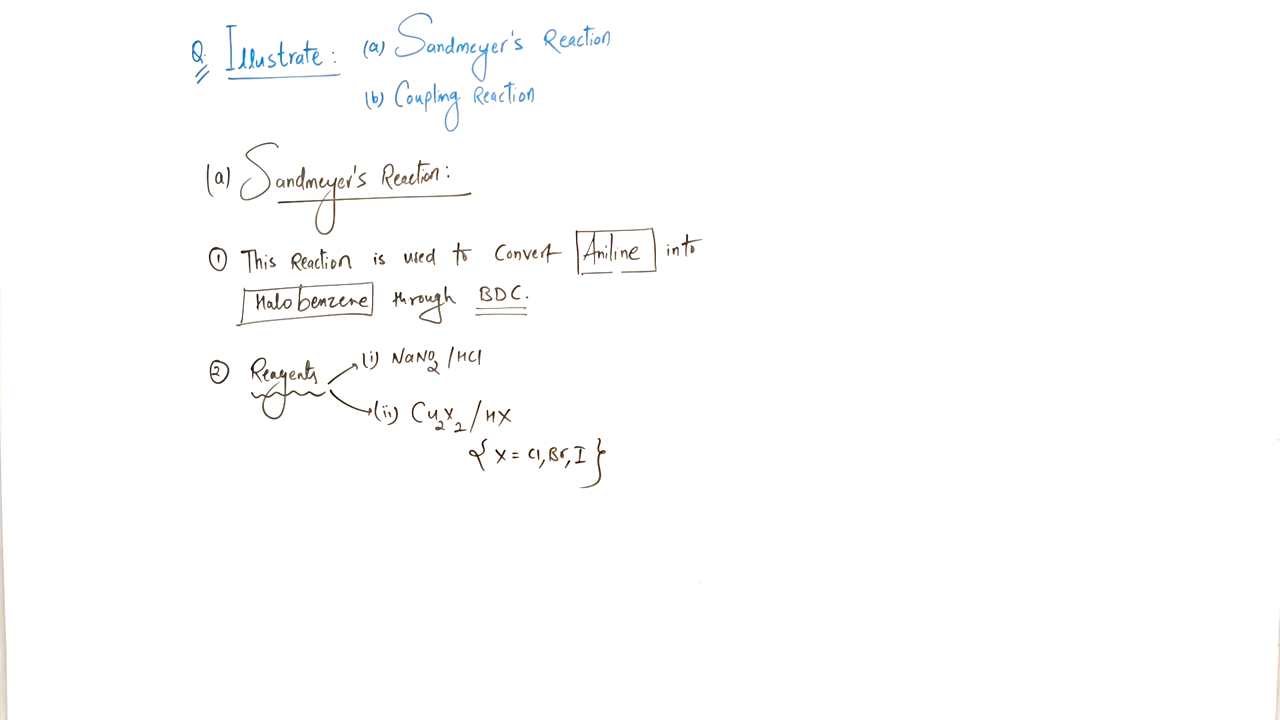 Q. Illustrate: (a) Sandmeyer's Reaction
(b) Coupling Reaction
(a) Sandmeyer's Reaction:
① This Reaction is used to Convert Aniline into
Halobenzene through BDC.
② Reagents (i) NaNO₂/HCl
(ii) Cu₂X₂/HX
{X = Cl, Br, I}